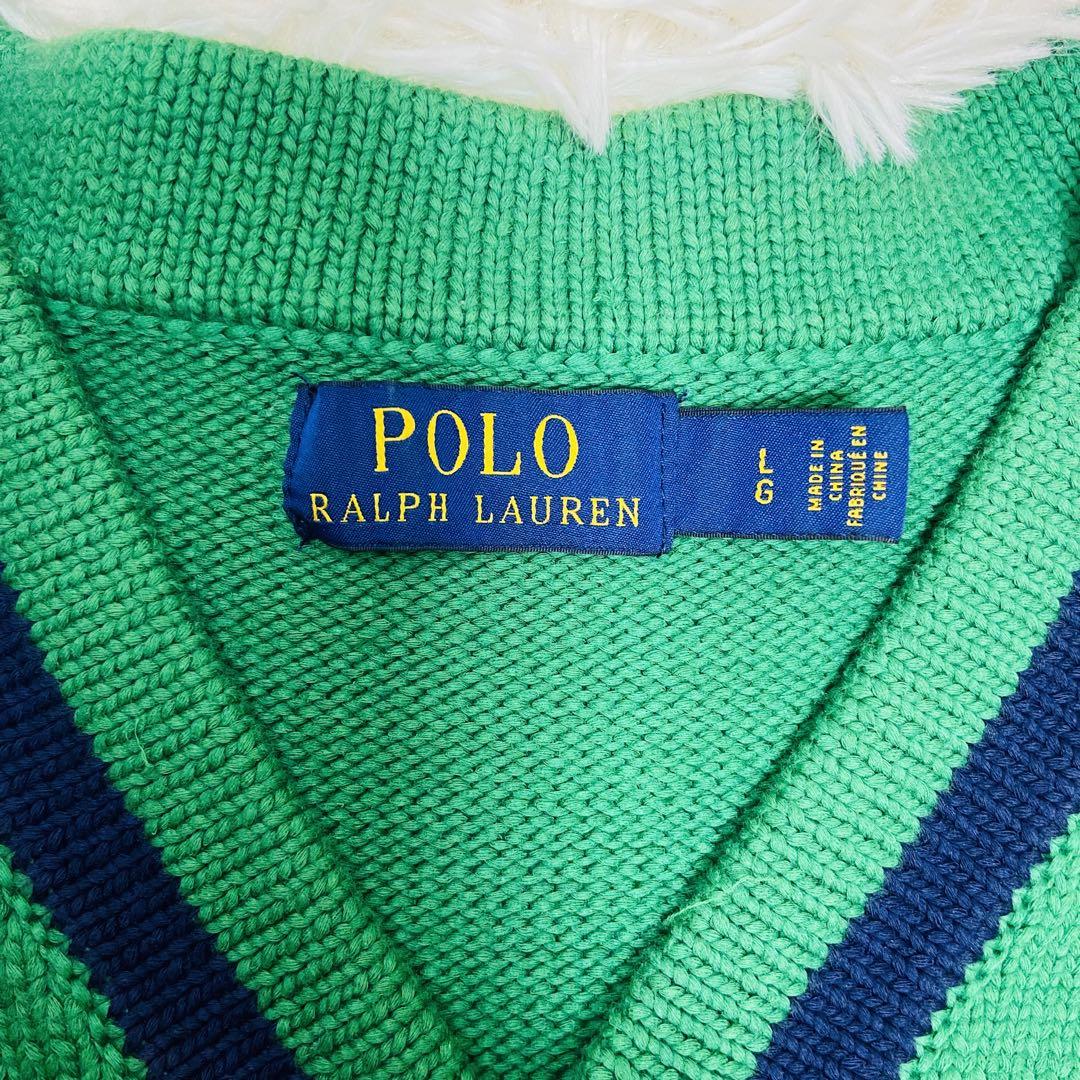 POLO
RALPH LAUREN
L
G
MADE IN
CHINA
FABRIQUÉ EN
CHINE